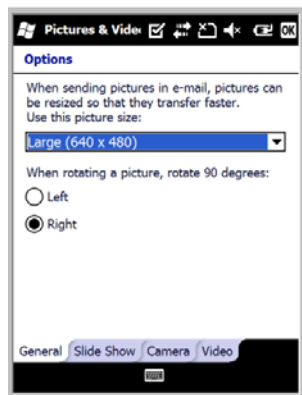 Pictures & Vide
OK
Options
When sending pictures in e-mail, pictures can
be resized so that they transfer faster.
Use this picture size:
Large (640 x 480)
When rotating a picture, rotate 90 degrees:
Left
Right
General Slide Show Camera Video